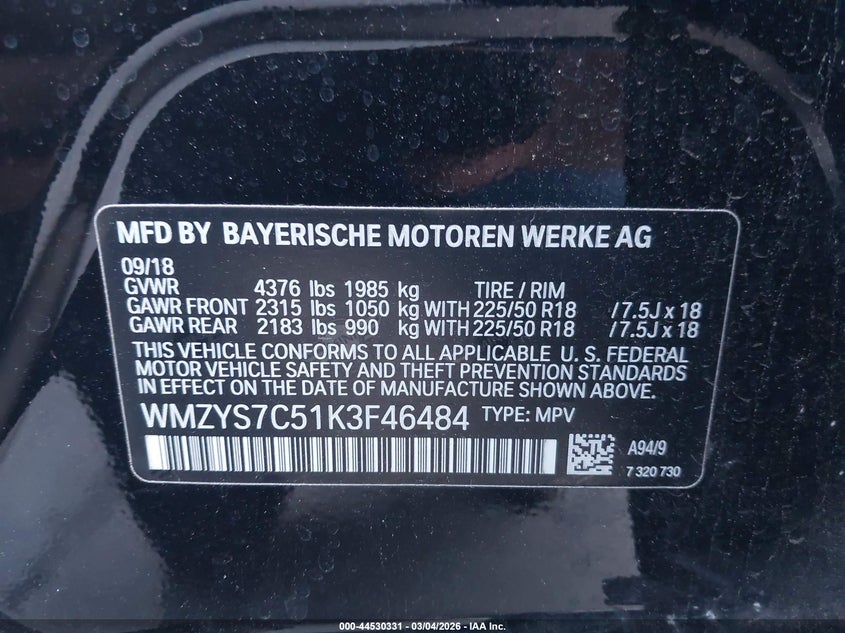 MFD BY BAYERISCHE MOTOREN WERKE AG
09/18
GVWR 4376 lbs 1985 kg TIRE / RIM
GAWR FRONT 2315 lbs 1050 kg WITH 225/50 R18 / 7.5J x 18
GAWR REAR 2183 lbs 990 kg WITH 225/50 R18 / 7.5J x 18
THIS VEHICLE CONFORMS TO ALL APPLICABLE U. S. FEDERAL
MOTOR VEHICLE SAFETY AND THEFT PREVENTION STANDARDS
IN EFFECT ON THE DATE OF MANUFACTURE SHOWN ABOVE.
WMZYS7C51K3F46484 TYPE: MPV
A94/9
7 320 730
000-44530331 - 03/04/2026 - IAA Inc.